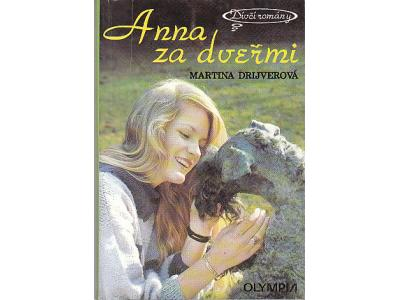 Dívčí romány
Anna
za dveřmi
MARTINA DRIJVEROVÁ
OLYMPIA